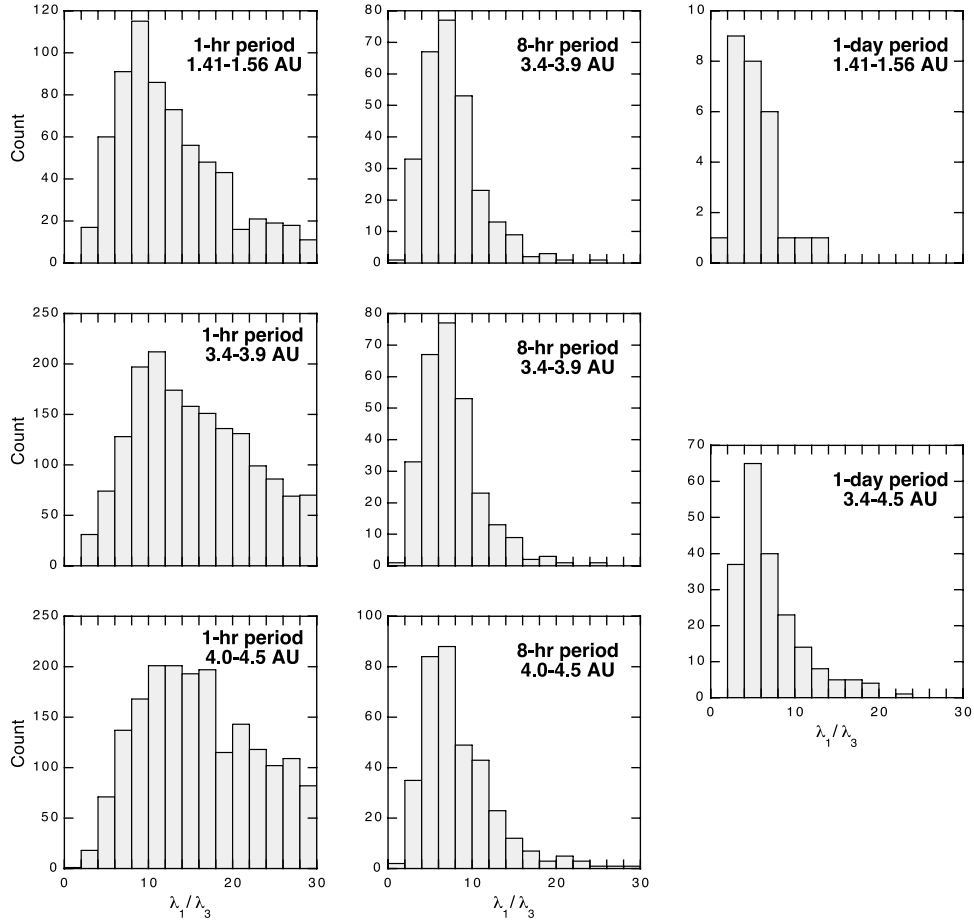 1-hr period
1.41-1.56 AU
Count
120
100
80
60
40
20
0
8-hr period
3.4-3.9 AU
80
70
60
50
40
30
20
10
0
1-day period
1.41-1.56 AU
10
8
6
4
2
0
1-hr period
3.4-3.9 AU
Count
250
200
150
100
50
0
8-hr period
3.4-3.9 AU
80
70
60
50
40
30
20
10
0
1-day period
3.4-4.5 AU
70
60
50
40
30
20
10
0
0 10 20 30
λ1/λ3
1-hr period
4.0-4.5 AU
Count
250
200
150
100
50
0
0 10 20 30
λ1/λ3
8-hr period
4.0-4.5 AU
100
80
60
40
20
0
0 10 20 30
λ1/λ3